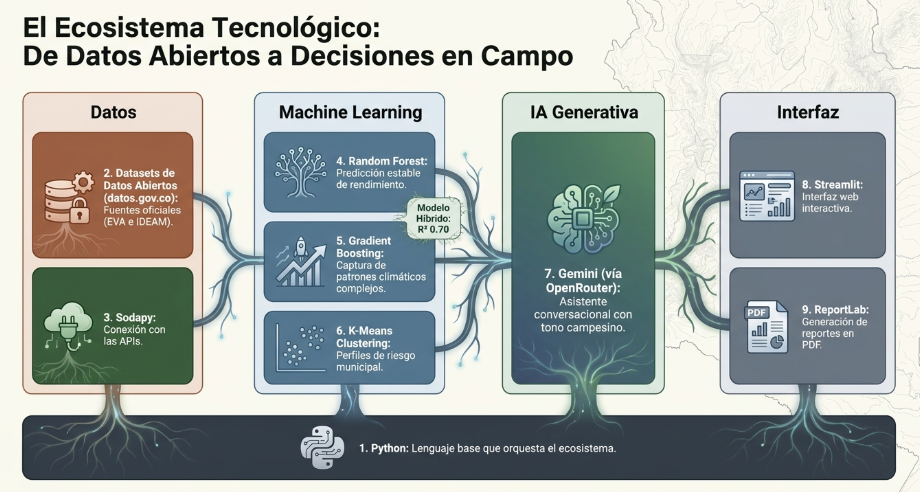 El Ecosistema Tecnológico:
De Datos Abiertos a Decisiones en Campo
Datos
2. Datasets de
Datos Abiertos
(datos.gov.co):
Fuentes oficiales
(EVA e IDEAM).
3. Sodapy:
Conexión con
las APIs.
Machine Learning
4. Random Forest:
Predicción estable
de rendimiento.
Modelo
Híbrido:
R² 0.70
5. Gradient
Boosting:
Captura de
patrones climáticos
complejos.
6. K-Means
Clustering:
Perfiles de riesgo
municipal.
IA Generativa
7. Gemini (vía
OpenRouter):
Asistente
conversacional con
tono campesino.
Interfaz
8. Streamlit:
Interfaz web
interactiva.
PDF
9. ReportLab:
Generación de
reportes en
PDF.
1. Python: Lenguaje base que orquesta el ecosistema.